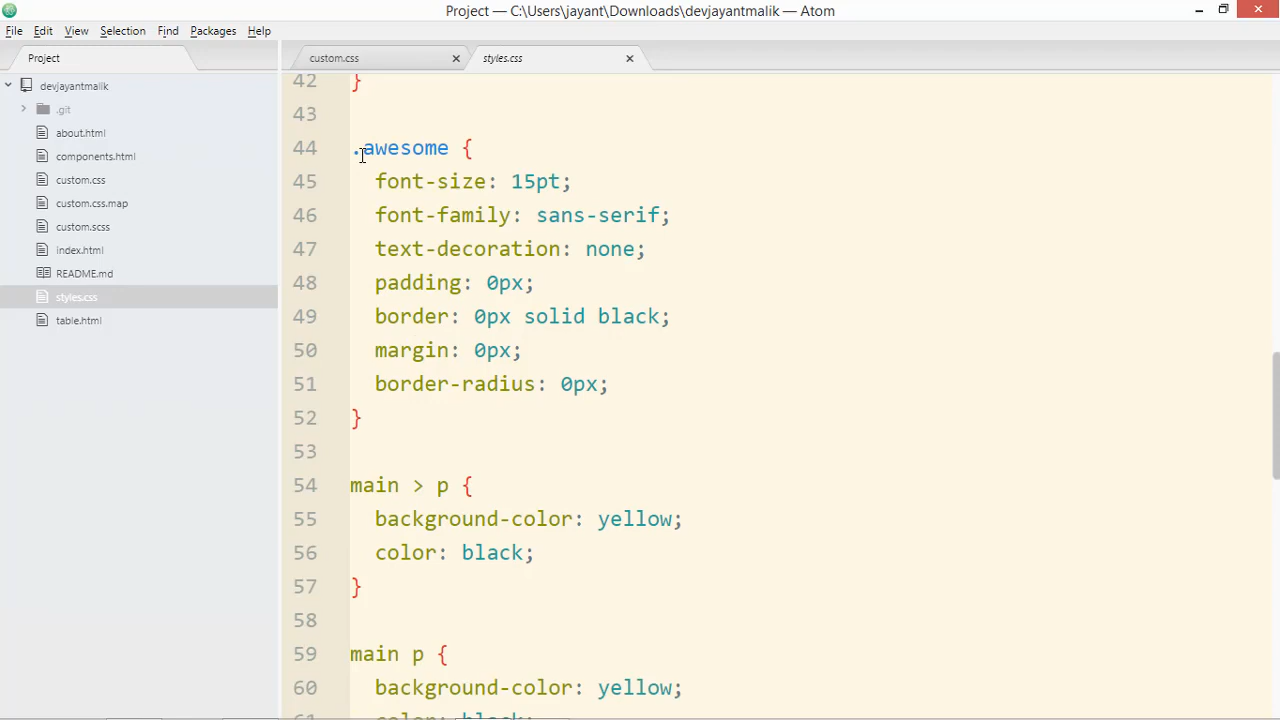 Project — C:\Users\jayant\Downloads\devjayantmalik — Atom
File Edit View Selection Find Packages Help
Project
custom.css
styles.css
devjayantmalik
.git
about.html
components.html
custom.css
custom.css.map
custom.scss
index.html
README.md
styles.css
table.html
42 }
43
44 .awesome {
45 font-size: 15pt;
46 font-family: sans-serif;
47 text-decoration: none;
48 padding: 0px;
49 border: 0px solid black;
50 margin: 0px;
51 border-radius: 0px;
52 }
53
54 main > p {
55 background-color: yellow;
56 color: black;
57 }
58
59 main p {
60 background-color: yellow;
61 color: black;